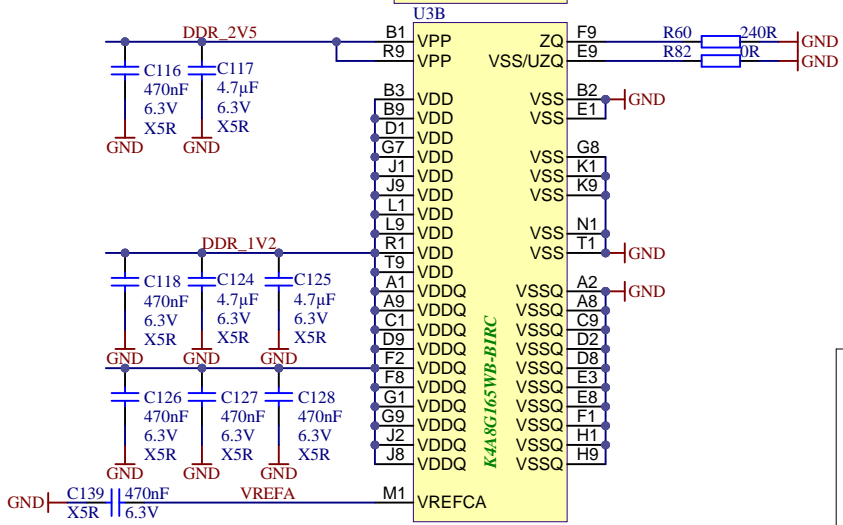 U3B
DDR_2V5 B1 VPP ZQ F9 R60 240R GND
R9 VPP VSS/UZQ E9 R82 0R GND
C116 C117
470nF 4.7µF
6.3V 6.3V
X5R X5R
GND GND
B3 VDD VSS B2 GND
B9 VDD VSS E1
D1 VDD
G7 VDD VSS G8
J1 VDD VSS K1
J9 VDD VSS K9
L1 VDD
L9 VDD VSS N1
DDR_1V2 R1 VDD VSS T1 GND
T9 VDD
C118 C124 C125
470nF 4.7µF 4.7µF
6.3V 6.3V 6.3V
X5R X5R X5R
GND GND GND
A1 VDDQ VSSQ A2 GND
A9 VDDQ VSSQ A8
C1 VDDQ VSSQ C9
D9 VDDQ VSSQ D2
F2 VDDQ VSSQ D8
F8 VDDQ VSSQ E3
G1 VDDQ VSSQ E8
G9 VDDQ VSSQ F1
J2 VDDQ VSSQ H1
J8 VDDQ VSSQ H9
K4A8G165WB-BIRC
C126 C127 C128
470nF 470nF 470nF
6.3V 6.3V 6.3V
X5R X5R X5R
GND GND GND
GND C139 470nF VREFA M1 VREFCA
X5R 6.3V